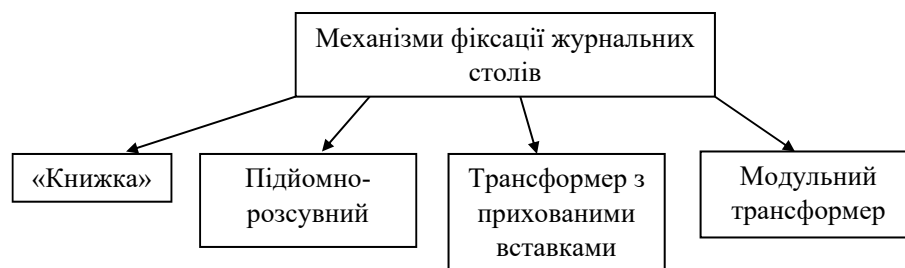 Механізми фіксації журнальних
столів
«Книжка»
Підйомно-
розсувний
Трансформер з
прихованими
вставками
Модульний
трансформер